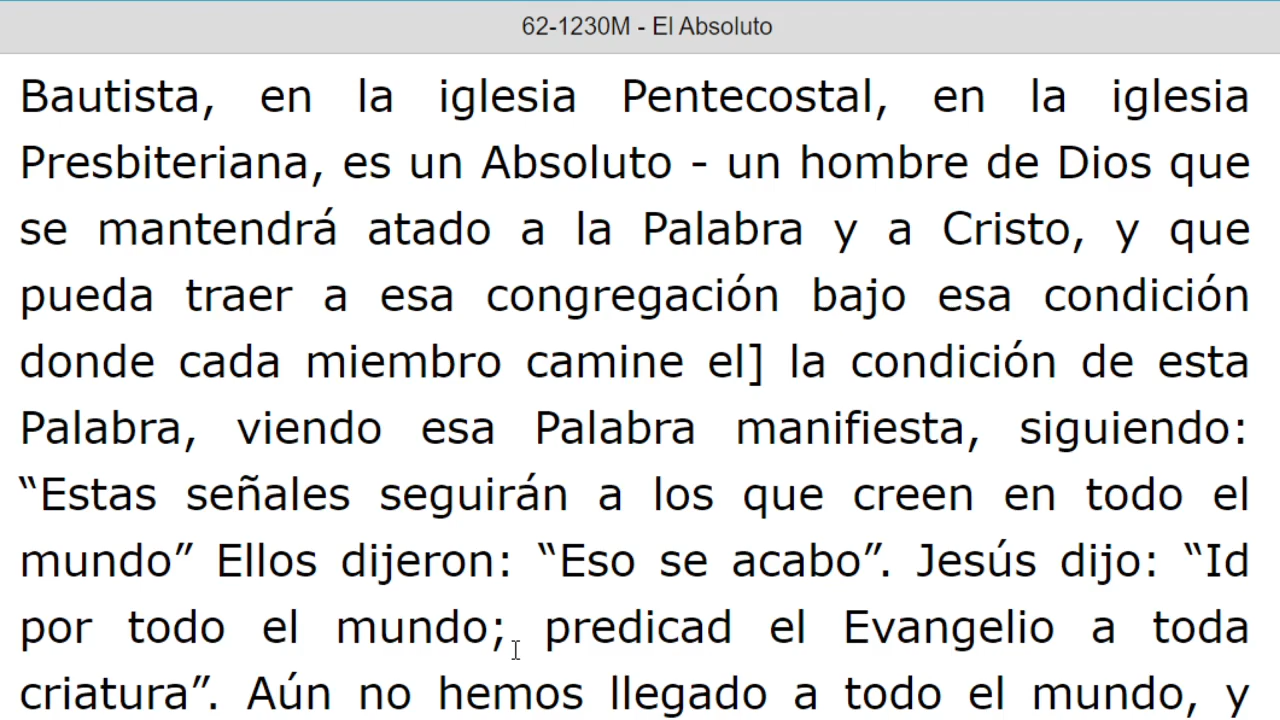 62-1230M - El Absoluto
Bautista, en la iglesia Pentecostal, en la iglesia
Presbiteriana, es un Absoluto - un hombre de Dios que
se mantendrá atado a la Palabra y a Cristo, y que
pueda traer a esa congregación bajo esa condición
donde cada miembro camine el] la condición de esta
Palabra, viendo esa Palabra manifiesta, siguiendo:
“Estas señales seguirán a los que creen en todo el
mundo” Ellos dijeron: “Eso se acabo”. Jesús dijo: “Id
por todo el mundo; predicad el Evangelio a toda
criatura”. Aún no hemos llegado a todo el mundo, y